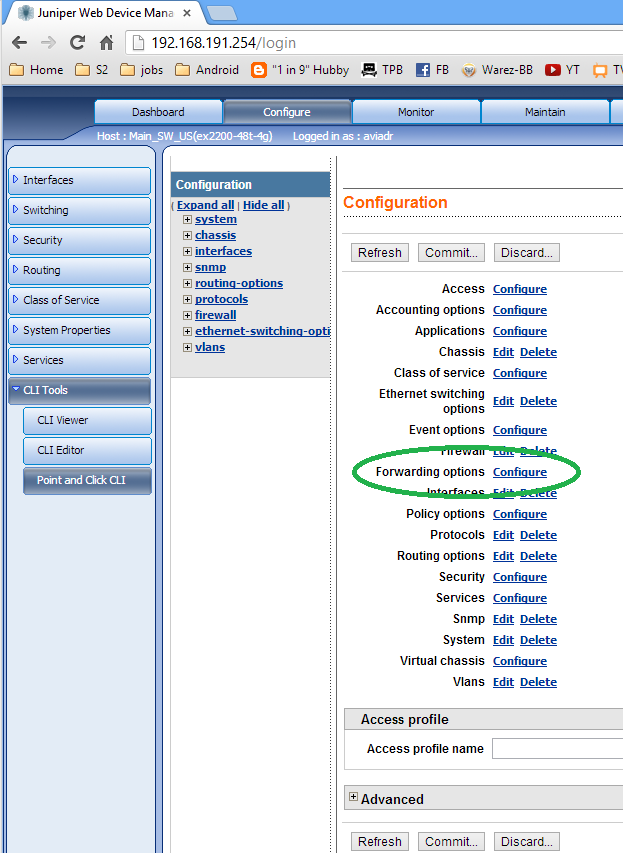 Juniper Web Device Mana
192.168.191.254/login
Home S2 jobs Android "1 in 9" Hubby TPB FB Warez-BB YT TV
Dashboard Configure Monitor Maintain
Host : Main_SW_US(ex2200-48t-4g) Logged in as : aviadr
Interfaces
Switching
Security
Routing
Class of Service
System Properties
Services
CLI Tools
CLI Viewer
CLI Editor
Point and Click CLI
Configuration
( Expand all | Hide all )
system
chassis
interfaces
snmp
routing-options
protocols
firewall
ethernet-switching-opti
vlans
Configuration
Refresh Commit... Discard...
Access Configure
Accounting options Configure
Applications Configure
Chassis Edit Delete
Class of service Configure
Ethernet switching
options Edit Delete
Event options Configure
Firewall Edit Delete
Forwarding options Configure
Interfaces Edit Delete
Policy options Configure
Protocols Edit Delete
Routing options Edit Delete
Security Configure
Services Configure
Snmp Edit Delete
System Edit Delete
Virtual chassis Configure
Vlans Edit Delete
Access profile
Access profile name
Advanced
Refresh Commit... Discard...